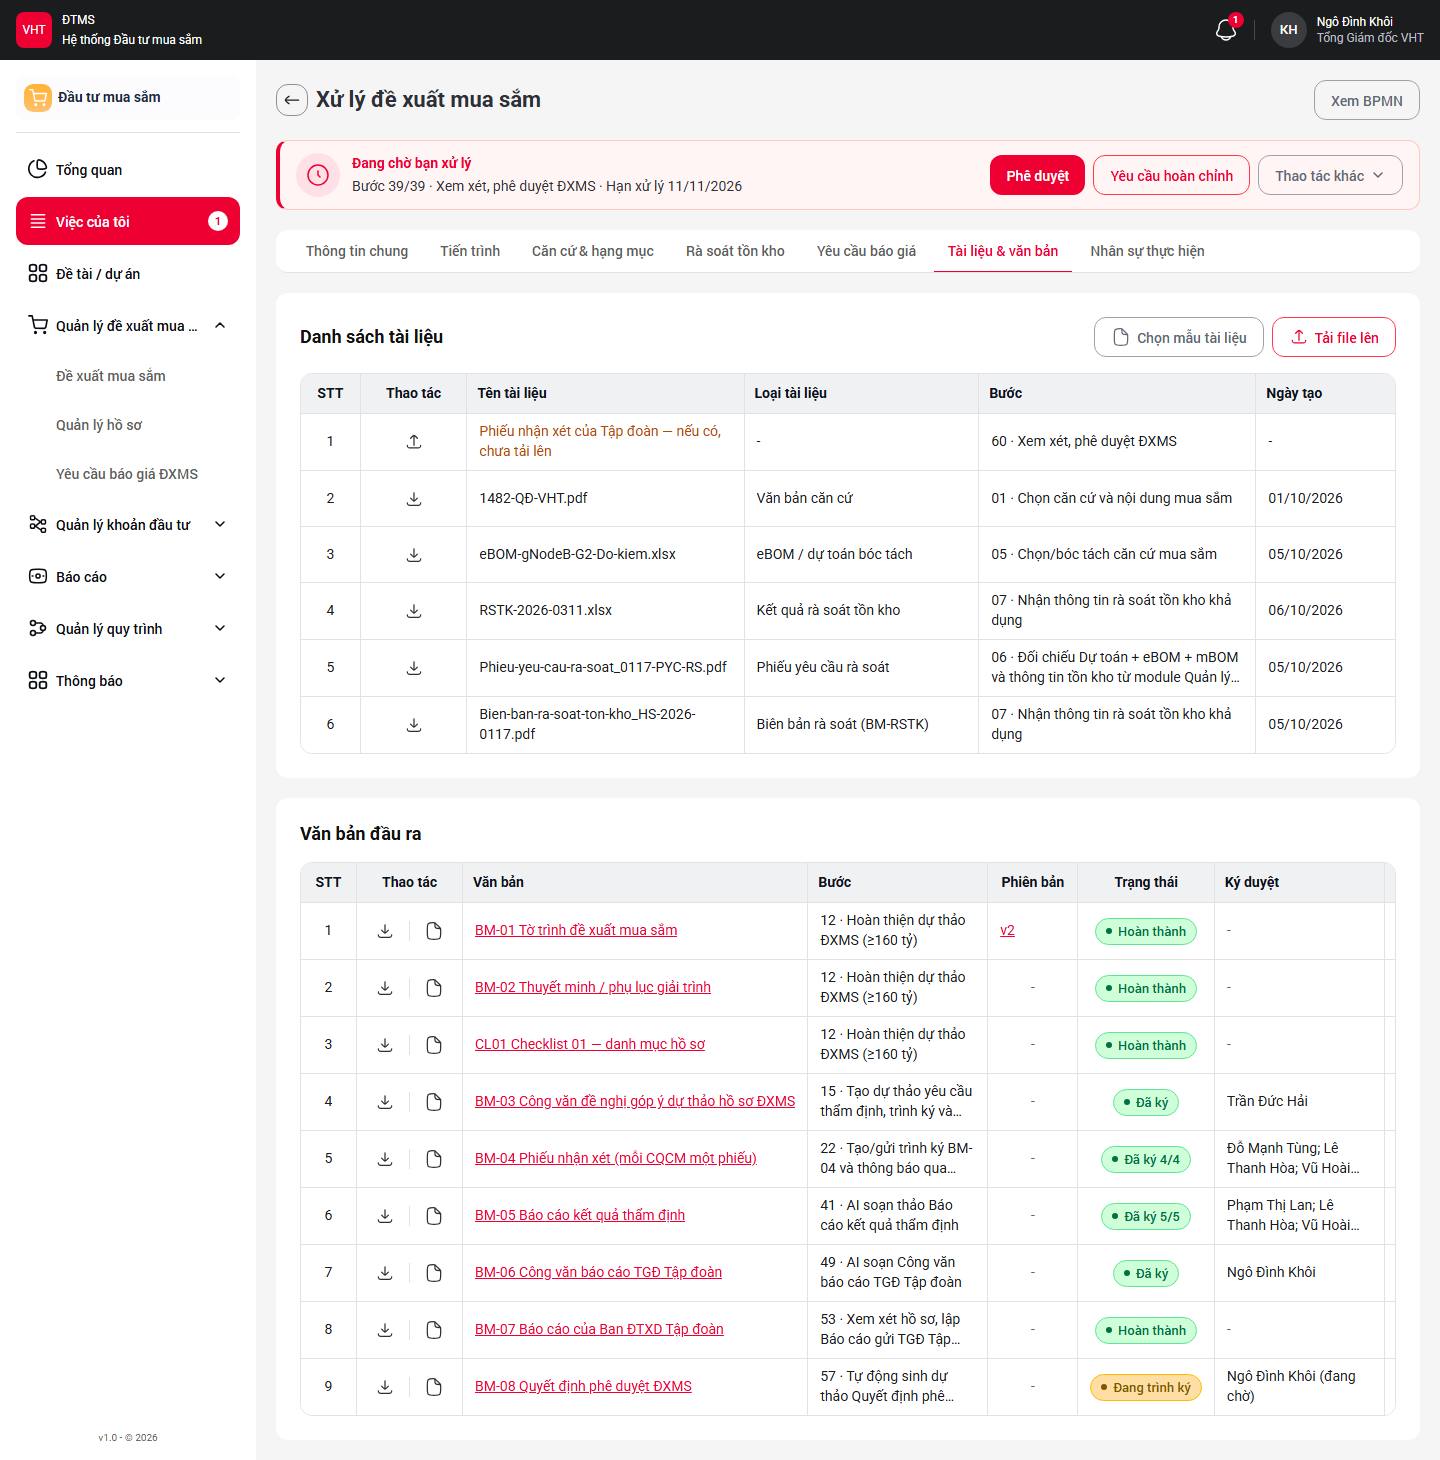 VHT
ĐTMS
Hệ thống Đầu tư mua sắm
1
KH
Ngô Đình Khôi
Tổng Giám đốc VHT
Đầu tư mua sắm
Tổng quan
Việc của tôi
1
Đề tài / dự án
Quản lý đề xuất mua ...
Đề xuất mua sắm
Quản lý hồ sơ
Yêu cầu báo giá ĐXMS
Quản lý khoản đầu tư
Báo cáo
Quản lý quy trình
Thông báo
v1.0 - © 2026
Xử lý đề xuất mua sắm
Xem BPMN
Đang chờ bạn xử lý
Bước 39/39 · Xem xét, phê duyệt ĐXMS · Hạn xử lý 11/11/2026
Phê duyệt
Yêu cầu hoàn chỉnh
Thao tác khác
Thông tin chung
Tiến trình
Căn cứ & hạng mục
Rà soát tồn kho
Yêu cầu báo giá
Tài liệu & văn bản
Nhân sự thực hiện
Danh sách tài liệu
Chọn mẫu tài liệu
Tải file lên
STT
Thao tác
Tên tài liệu
Loại tài liệu
Bước
Ngày tạo
1
Phiếu nhận xét của Tập đoàn — nếu có,
chưa tải lên
-
60 · Xem xét, phê duyệt ĐXMS
-
2
1482-QĐ-VHT.pdf
Văn bản căn cứ
01 · Chọn căn cứ và nội dung mua sắm
01/10/2026
3
eBOM-gNodeB-G2-Do-kiem.xlsx
eBOM / dự toán bóc tách
05 · Chọn/bóc tách căn cứ mua sắm
05/10/2026
4
RSTK-2026-0311.xlsx
Kết quả rà soát tồn kho
07 · Nhận thông tin rà soát tồn kho khả
dụng
06/10/2026
5
Phieu-yeu-cau-ra-soat_0117-PYC-RS.pdf
Phiếu yêu cầu rà soát
06 · Đối chiếu Dự toán + eBOM + mBOM
và thông tin tồn kho từ module Quản lý...
05/10/2026
6
Bien-ban-ra-soat-ton-kho_HS-2026-
0117.pdf
Biên bản rà soát (BM-RSTK)
07 · Nhận thông tin rà soát tồn kho khả
dụng
05/10/2026
Văn bản đầu ra
STT
Thao tác
Văn bản
Bước
Phiên bản
Trạng thái
Ký duyệt
1
BM-01 Tờ trình đề xuất mua sắm
12 · Hoàn thiện dự thảo
ĐXMS (≥160 tỷ)
v2
Hoàn thành
-
2
BM-02 Thuyết minh / phụ lục giải trình
12 · Hoàn thiện dự thảo
ĐXMS (≥160 tỷ)
-
Hoàn thành
-
3
CL01 Checklist 01 — danh mục hồ sơ
12 · Hoàn thiện dự thảo
ĐXMS (≥160 tỷ)
-
Hoàn thành
-
4
BM-03 Công văn đề nghị góp ý dự thảo hồ sơ ĐXMS
15 · Tạo dự thảo yêu cầu
thẩm định, trình ký và...
-
Đã ký
Trần Đức Hải
5
BM-04 Phiếu nhận xét (mỗi CQCM một phiếu)
22 · Tạo/gửi trình ký BM-
04 và thông báo qua...
-
Đã ký 4/4
Đỗ Mạnh Tùng; Lê
Thanh Hòa; Vũ Hoài...
6
BM-05 Báo cáo kết quả thẩm định
41 · AI soạn thảo Báo
cáo kết quả thẩm định
-
Đã ký 5/5
Phạm Thị Lan; Lê
Thanh Hòa; Vũ Hoài...
7
BM-06 Công văn báo cáo TGĐ Tập đoàn
49 · AI soạn Công văn
báo cáo TGĐ Tập đoàn
-
Đã ký
Ngô Đình Khôi
8
BM-07 Báo cáo của Ban ĐTXD Tập đoàn
53 · Xem xét hồ sơ, lập
Báo cáo gửi TGĐ Tập...
-
Hoàn thành
-
9
BM-08 Quyết định phê duyệt ĐXMS
57 · Tự động sinh dự
thảo Quyết định phê...
-
Đang trình ký
Ngô Đình Khôi (đang
chờ)